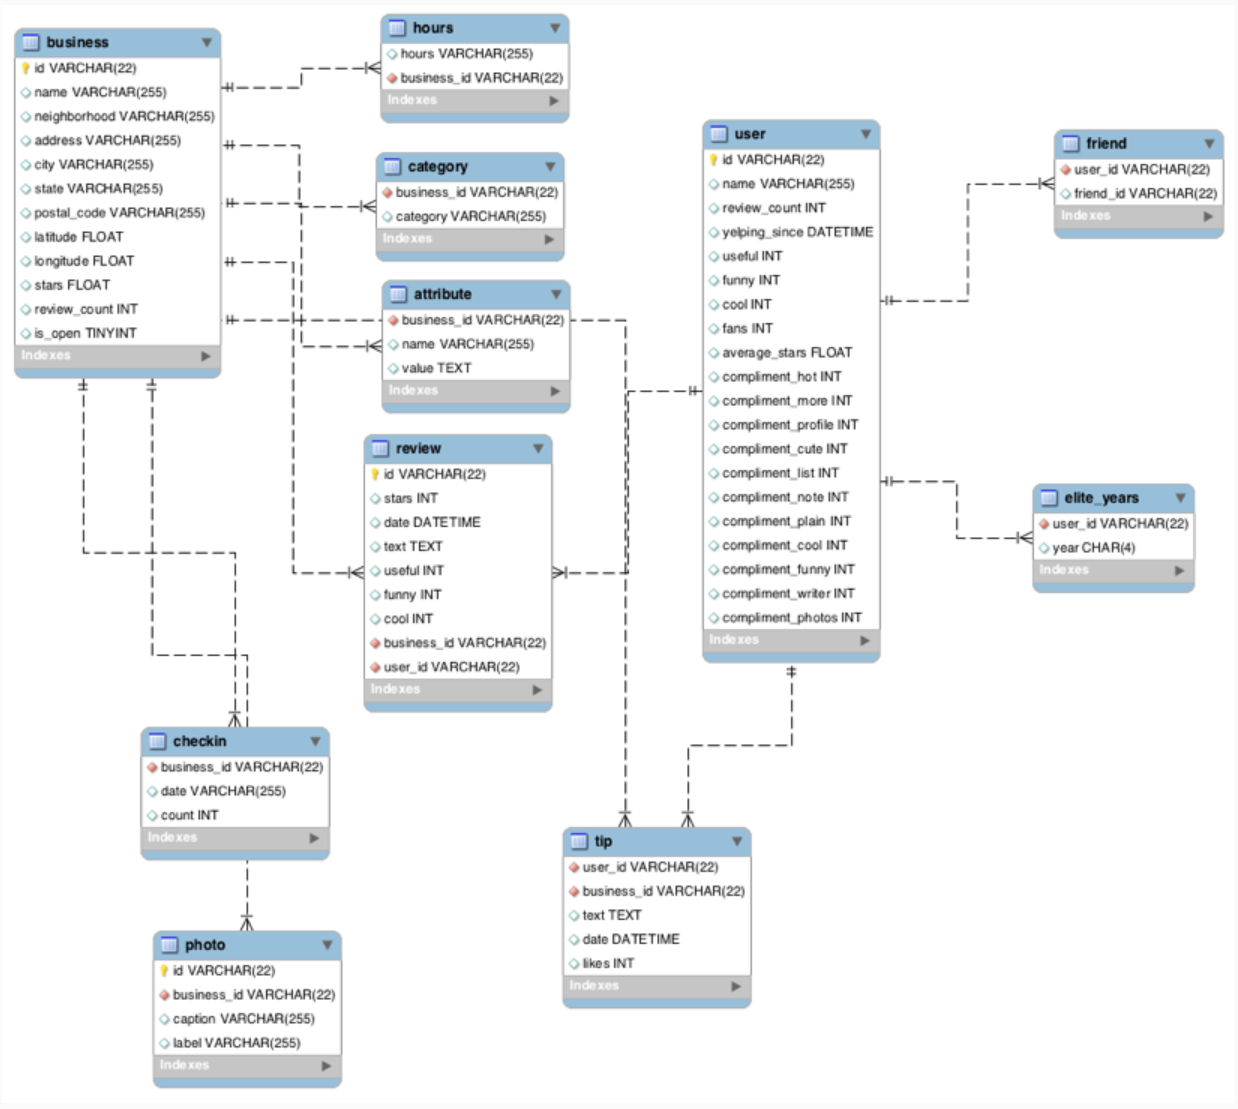 business
id VARCHAR(22)
name VARCHAR(255)
neighborhood VARCHAR(255)
address VARCHAR(255)
city VARCHAR(255)
state VARCHAR(255)
postal_code VARCHAR(255)
latitude FLOAT
longitude FLOAT
stars FLOAT
review_count INT
is_open TINYINT
Indexes
hours
hours VARCHAR(255)
business_id VARCHAR(22)
Indexes
category
business_id VARCHAR(22)
category VARCHAR(255)
Indexes
attribute
business_id VARCHAR(22)
name VARCHAR(255)
value TEXT
Indexes
review
id VARCHAR(22)
stars INT
date DATETIME
text TEXT
useful INT
funny INT
cool INT
business_id VARCHAR(22)
user_id VARCHAR(22)
Indexes
user
id VARCHAR(22)
name VARCHAR(255)
review_count INT
yelping_since DATETIME
useful INT
funny INT
cool INT
fans INT
average_stars FLOAT
compliment_hot INT
compliment_more INT
compliment_profile INT
compliment_cute INT
compliment_list INT
compliment_note INT
compliment_plain INT
compliment_cool INT
compliment_funny INT
compliment_writer INT
compliment_photos INT
Indexes
friend
user_id VARCHAR(22)
friend_id VARCHAR(22)
Indexes
elite_years
user_id VARCHAR(22)
year CHAR(4)
Indexes
checkin
business_id VARCHAR(22)
date VARCHAR(255)
count INT
Indexes
photo
id VARCHAR(22)
business_id VARCHAR(22)
caption VARCHAR(255)
label VARCHAR(255)
Indexes
tip
user_id VARCHAR(22)
business_id VARCHAR(22)
text TEXT
date DATETIME
likes INT
Indexes